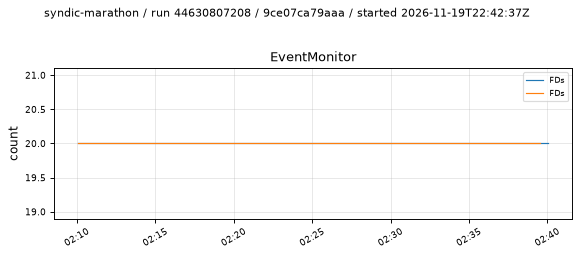 syndic-marathon / run 44630807208 / 9ce07ca79aaa / started 2026-11-19T22:42:37Z
EventMonitor
FDs
FDs
count
21.0
20.5
20.0
19.5
19.0
02:10
02:15
02:20
02:25
02:30
02:35
02:40